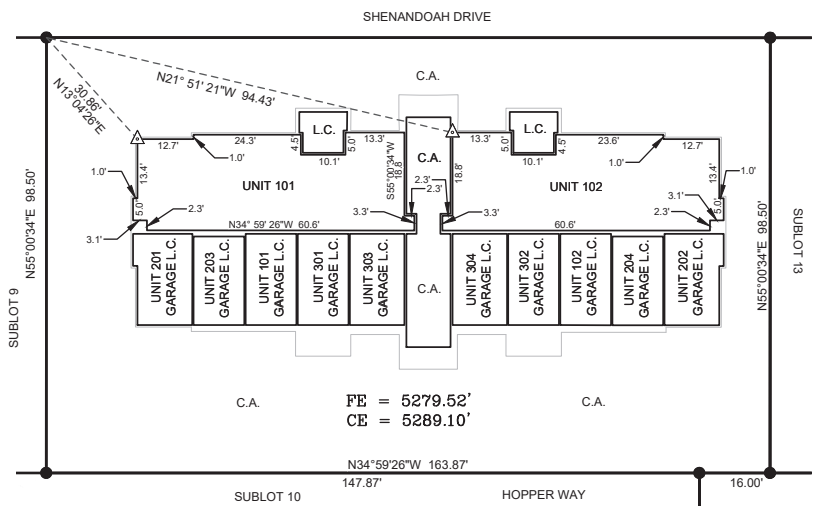 SHENANDOAH DRIVE
N21° 51' 21"W 94.43'
30.86'
N13°04'26"E
C.A.
12.7'
24.3'
4.5'
L.C.
5.0'
13.3'
10.1'
13.3'
5.0'
L.C.
4.5'
23.6'
12.7'
10.1'
1.0'
1.0'
1.0'
13.4'
UNIT 101
S55°00'34"W
18.8'
C.A.
18.8'
UNIT 102
13.4'
1.0'
5.0'
2.3'
3.1'
N34° 59' 26"W 60.6'
3.3'
2.3'
2.3'
3.3'
60.6'
2.3'
3.1'
5.0'
N55°00'34"E 98.50'
SUBLOT 9
N55°00'34"E 98.50'
SUBLOT 13
UNIT 201
GARAGE L.C.
UNIT 203
GARAGE L.C.
UNIT 101
GARAGE L.C.
UNIT 301
GARAGE L.C.
UNIT 303
GARAGE L.C.
C.A.
UNIT 304
GARAGE L.C.
UNIT 302
GARAGE L.C.
UNIT 102
GARAGE L.C.
UNIT 204
GARAGE L.C.
UNIT 202
GARAGE L.C.
C.A.
FE = 5279.52'
CE = 5289.10'
C.A.
N34°59'26"W 163.87'
147.87'
16.00'
SUBLOT 10
HOPPER WAY